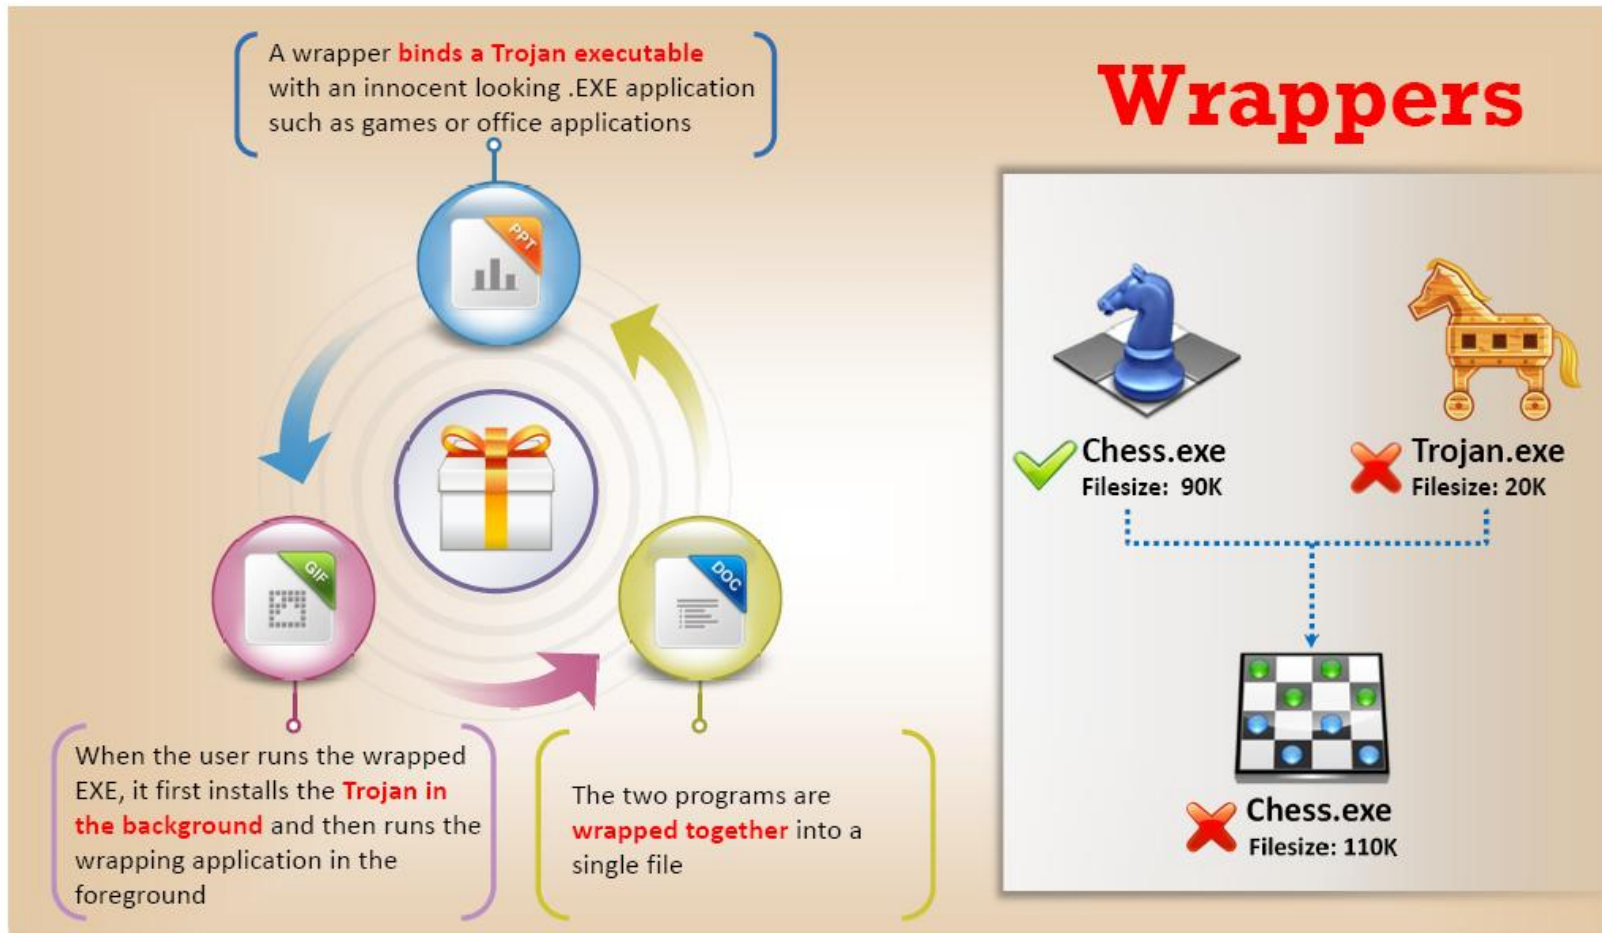 A wrapper binds a Trojan executable
with an innocent looking .EXE application
such as games or office applications
Wrappers
PPT
GIF
DOC
When the user runs the wrapped
EXE, it first installs the Trojan in
the background and then runs the
wrapping application in the
foreground
The two programs are
wrapped together into a
single file
Chess.exe
Filesize: 90K
Trojan.exe
Filesize: 20K
Chess.exe
Filesize: 110K